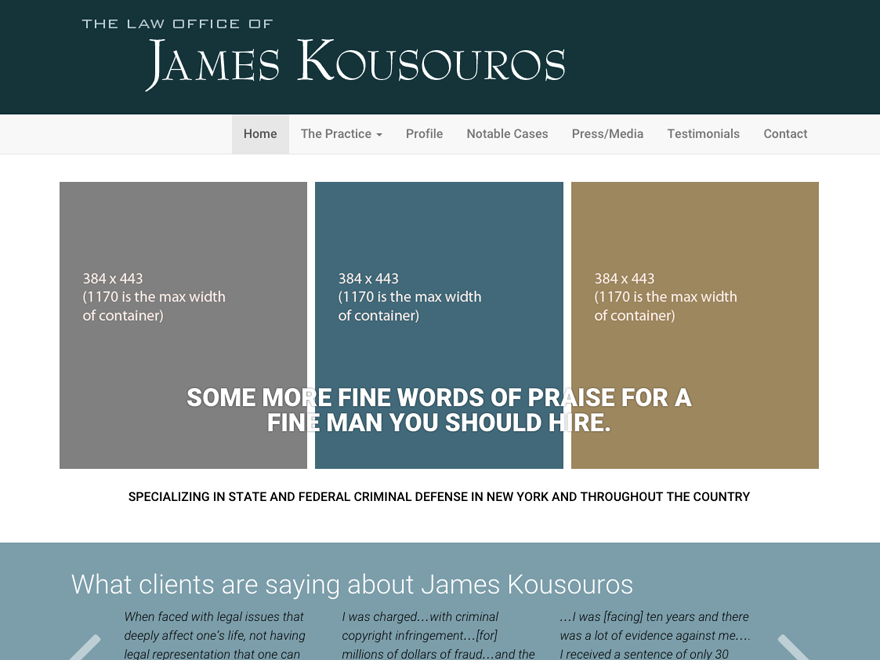 THE LAW OFFICE OF
JAMES KOUSOUROS
Home The Practice Profile Notable Cases Press/Media Testimonials Contact
384 x 443
(1170 is the max width
of container)
384 x 443
(1170 is the max width
of container)
384 x 443
(1170 is the max width
of container)
SOME MORE FINE WORDS OF PRAISE FOR A
FINE MAN YOU SHOULD HIRE.
SPECIALIZING IN STATE AND FEDERAL CRIMINAL DEFENSE IN NEW YORK AND THROUGHOUT THE COUNTRY
What clients are saying about James Kousouros
When faced with legal issues that
deeply affect one's life, not having
legal representation that one can
I was charged…with criminal
copyright infringement…[for]
millions of dollars of fraud…and the
…I was [facing] ten years and there
was a lot of evidence against me….
I received a sentence of only 30